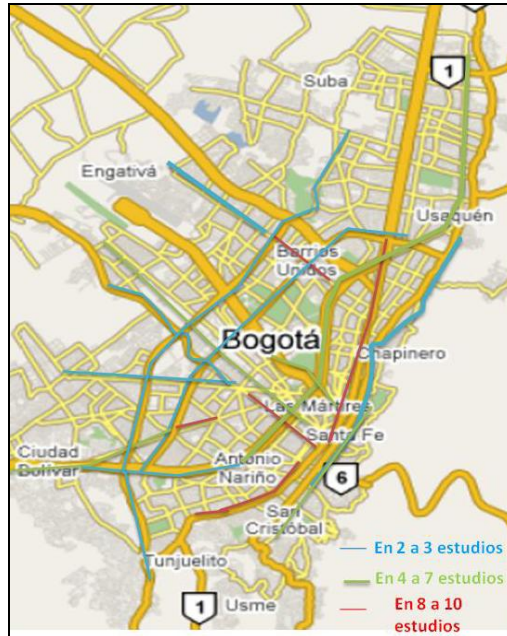 1
Suba
Engativá
Usaquén
Barrios
Unidos
Bogotá
Chapinero
Las Mártires
Santa Fe
Ciudad
Bolívar
Antonio
Nariño
6
San
Cristóbal
En 2 a 3 estudios
Tunjuelito
En 4 a 7 estudios
1
Usme
En 8 a 10
estudios